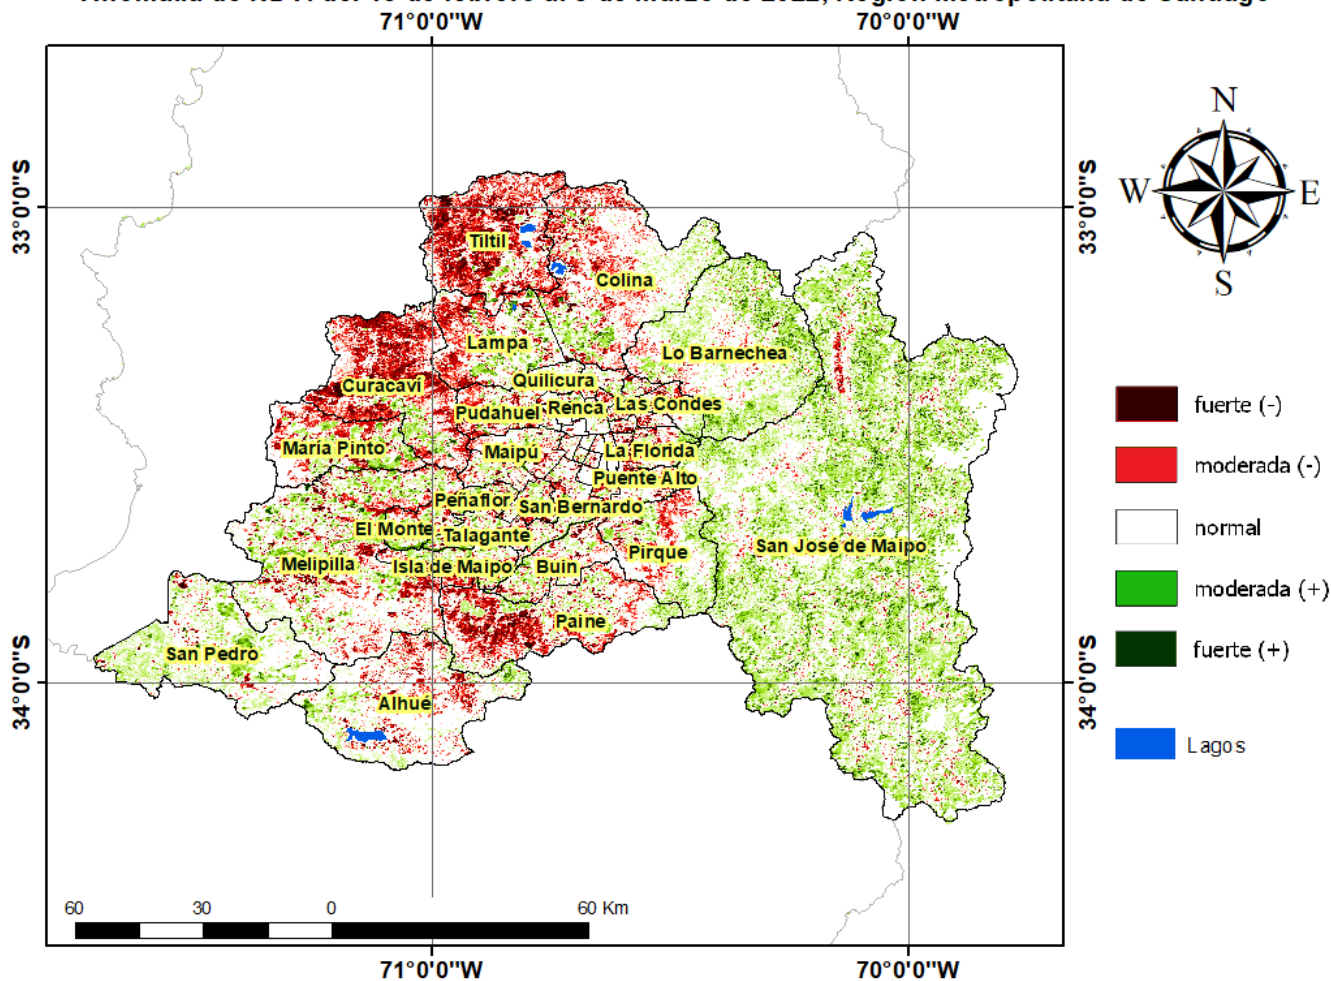 71°0'0"W 70°0'0"W
33°0'0"S
33°0'0"S
34°0'0"S
34°0'0"S
N
W E
S
Tiltil
Colina
Lampa
Lo Barnechea
Quilicura
Curacaví
Pudahuel Renca Las Condes
María Pinto
Maipú
La Florida
Puente Alto
Peñaflor
San Bernardo
El Monte
Talagante
San José de Maipo
Pirque
Melipilla
Isla de Maipo
Buin
Paine
San Pedro
Alhué
fuerte (-)
moderada (-)
normal
moderada (+)
fuerte (+)
Lagos
60 30 0 60 Km
71°0'0"W 70°0'0"W